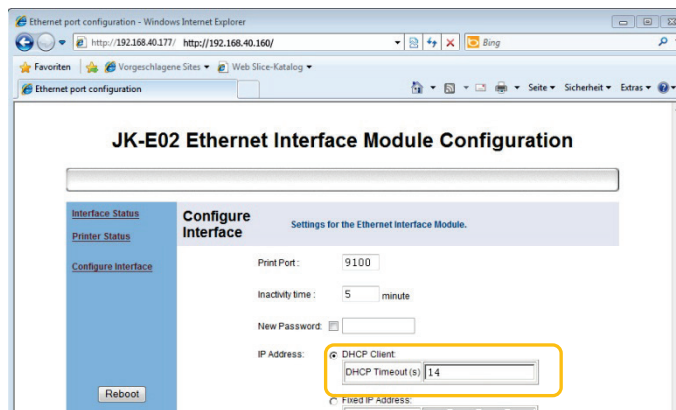 Ethernet port configuration - Windows Internet Explorer
http://192.168.40.177/ http://192.168.40.160/
Bing
Favoriten Vorgeschlagene Sites Web Slice-Katalog
Ethernet port configuration
Seite Sicherheit Extras
JK-E02 Ethernet Interface Module Configuration
Interface Status
Printer Status
Configure Interface
Reboot
Configure
Interface
Settings for the Ethernet Interface Module.
Print Port : 9100
Inactivity time : 5 minute
New Password:
IP Address: DHCP Client:
DHCP Timeout (s) 14
Fixed IP Address: